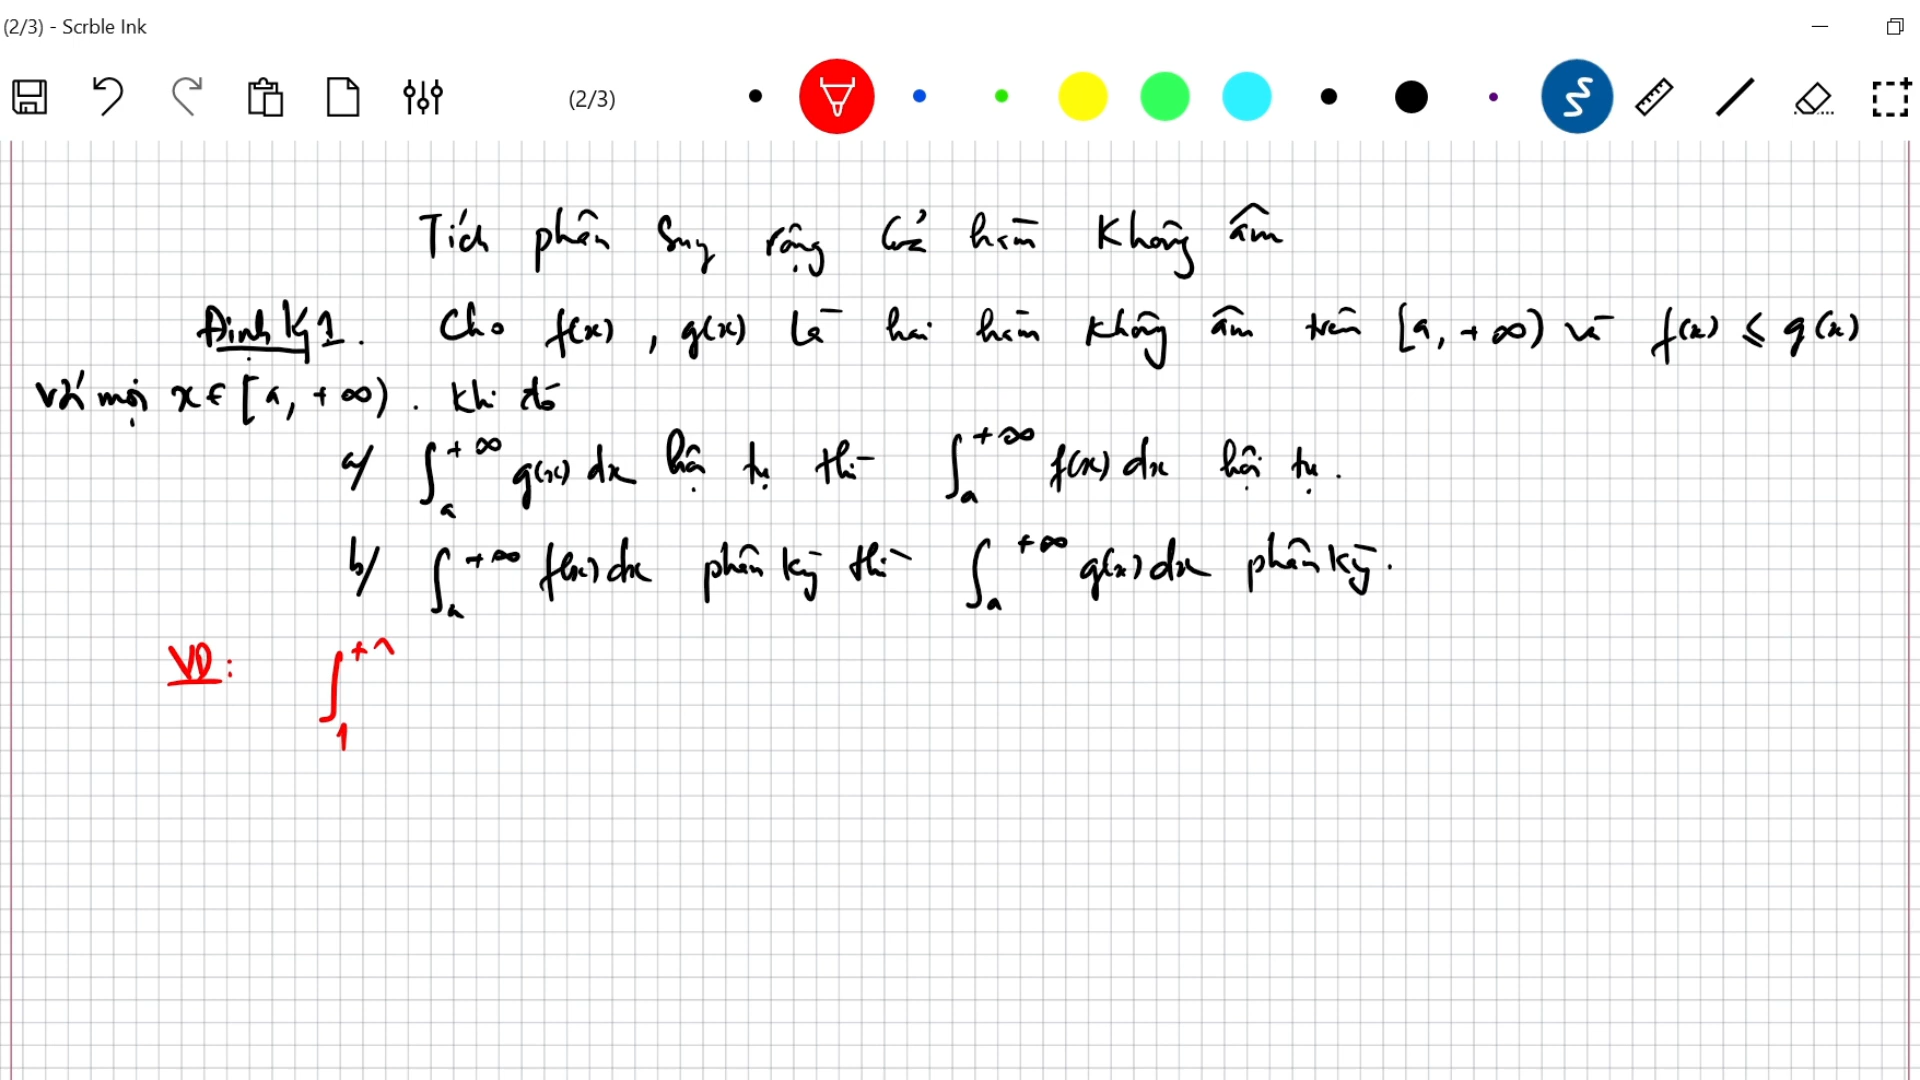 (2/3) - Scrble Ink
(2/3)
Tích phân suy rộng của hàm không âm
Định lý 1. Cho f(x), g(x) là hai hàm không âm trên [a, +∞) và f(x) ≤ g(x)
với mọi x ∈ [a, +∞). Khi đó
a/ ∫_a^{+∞} g(x) dx hội tụ thì ∫_a^{+∞} f(x) dx hội tụ.
b/ ∫_a^{+∞} f(x) dx phân kỳ thì ∫_a^{+∞} g(x) dx phân kỳ.
VD: ∫_1^+